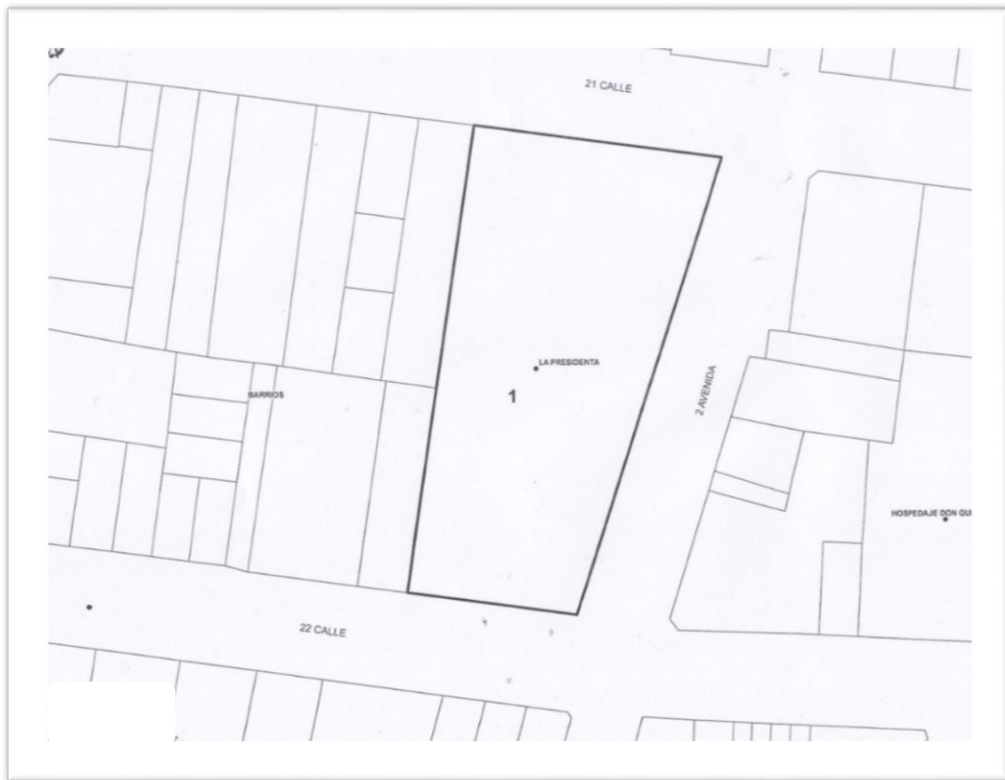 21 CALLE
LA PRESIDENTA
1
2 AVENIDA
BARRIOS
HOSPEDAJE DON QUI
22 CALLE